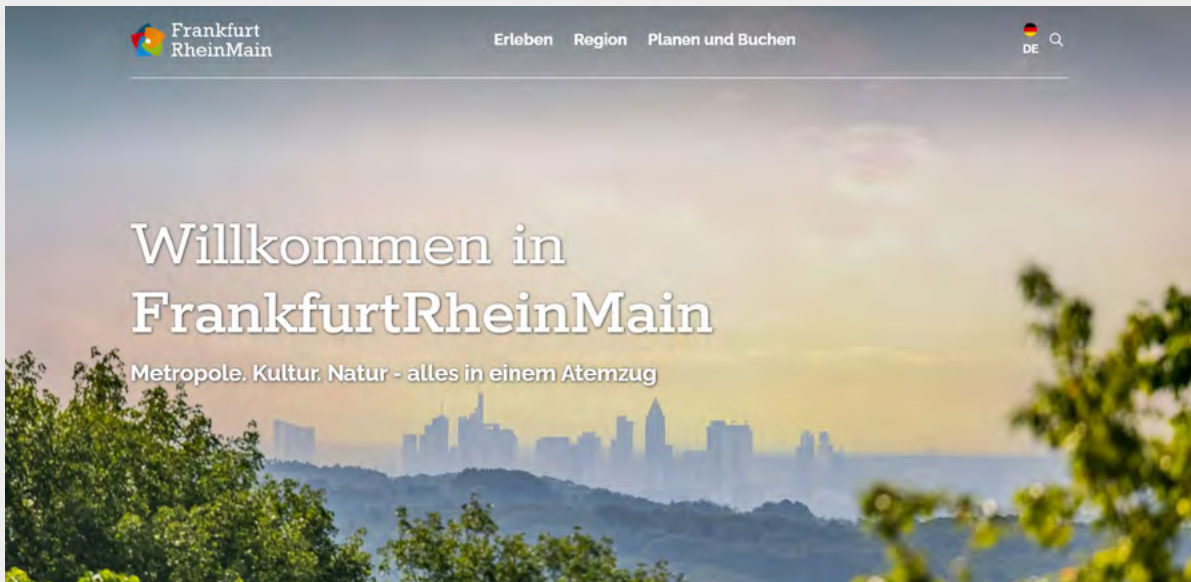 Frankfurt
RheinMain
Erleben Region Planen und Buchen
DE
Willkommen in
FrankfurtRheinMain
Metropole. Kultur. Natur - alles in einem Atemzug